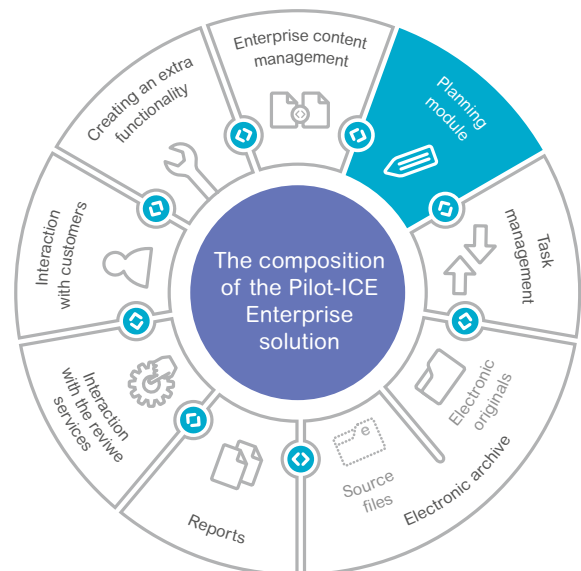 Enterprise content
management
Planning
module
Task
management
Electronic
originals
Electronic archive
Source
files
e
Reports
Interaction
with the reviwe
services
Interaction
with customers
Creating an extra
functionality
The composition
of the Pilot-ICE
Enterprise
solution